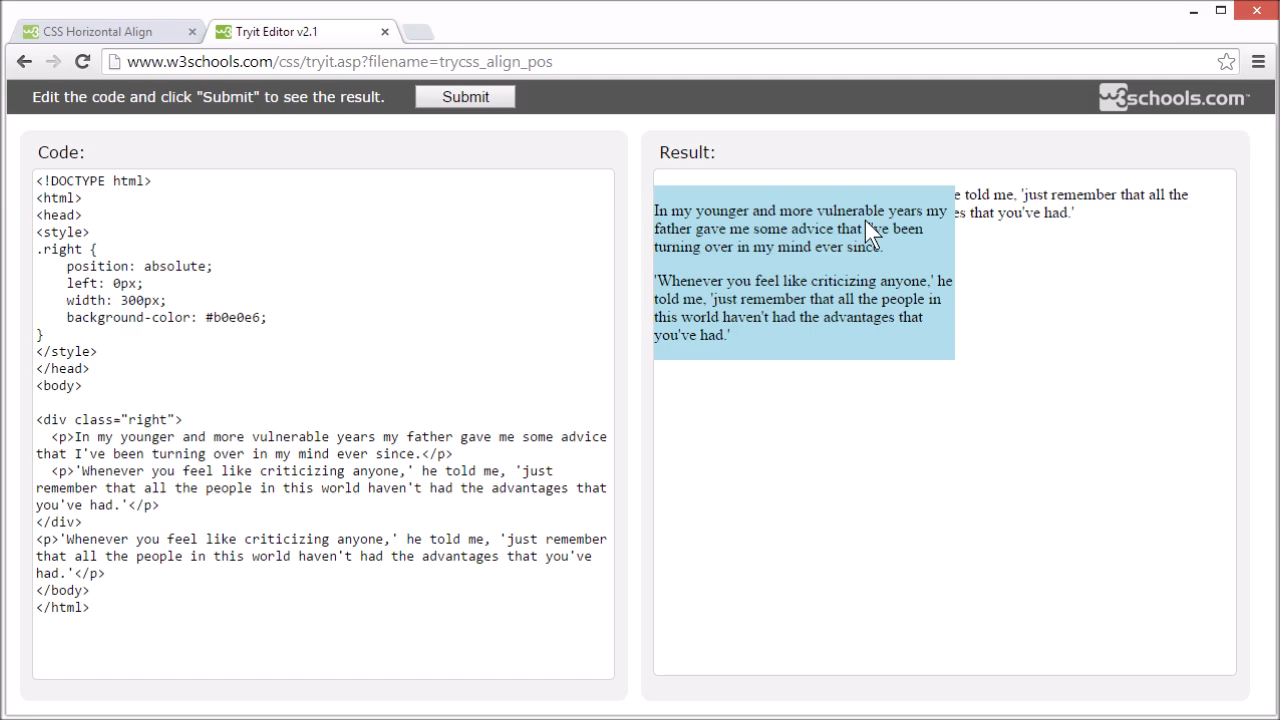 CSS Horizontal Align
Tryit Editor v2.1
www.w3schools.com/css/tryit.asp?filename=trycss_align_pos
Edit the code and click "Submit" to see the result.
Submit
w3schools.com
Code:
<!DOCTYPE html>
<html>
<head>
<style>
.right {
    position: absolute;
    left: 0px;
    width: 300px;
    background-color: #b0e0e6;
}
</style>
</head>
<body>
<div class="right">
  <p>In my younger and more vulnerable years my father gave me some advice
that I've been turning over in my mind ever since.</p>
  <p>'Whenever you feel like criticizing anyone,' he told me, 'just
remember that all the people in this world haven't had the advantages that
you've had.'</p>
</div>
<p>'Whenever you feel like criticizing anyone,' he told me, 'just remember
that all the people in this world haven't had the advantages that you've
had.'</p>
</body>
</html>
Result:
e told me, 'just remember that all the
es that you've had.'
In my younger and more vulnerable years my
father gave me some advice that I've been
turning over in my mind ever since.
'Whenever you feel like criticizing anyone,' he
told me, 'just remember that all the people in
this world haven't had the advantages that
you've had.'